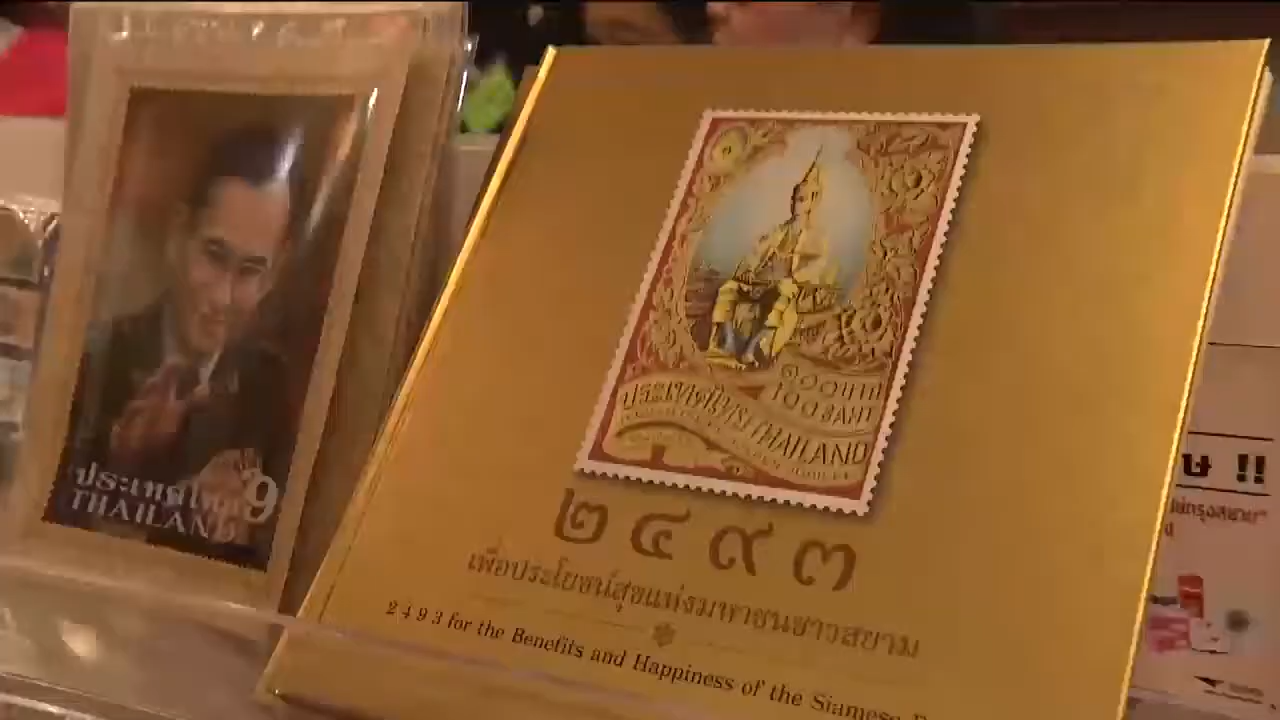 ประเทศไทย 9
THAILAND
๑๐๐ บาท
100 BAHT
ประเทศไทย THAILAND
๒๔๙๓
เพื่อประโยชน์สุขแห่งมหาชนชาวสยาม
2493 for the Benefits and Happiness of the Siamese
ษ !!